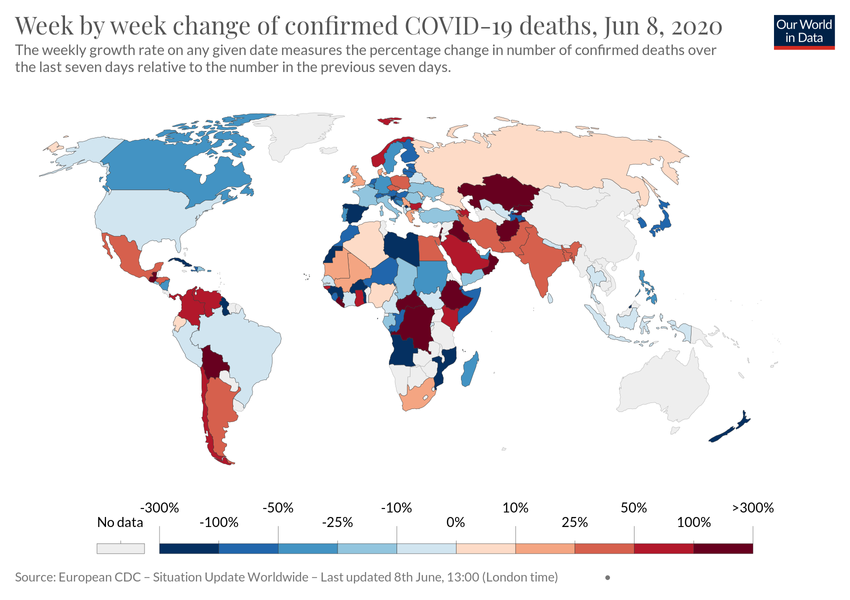 Week by week change of confirmed COVID-19 deaths, Jun 8, 2020
Our World
in Data
The weekly growth rate on any given date measures the percentage change in number of confirmed deaths over
the last seven days relative to the number in the previous seven days.
-300% -50% -10% 10% 50% >300%
No data -100% -25% 0% 25% 100%
Source: European CDC – Situation Update Worldwide – Last updated 8th June, 13:00 (London time)